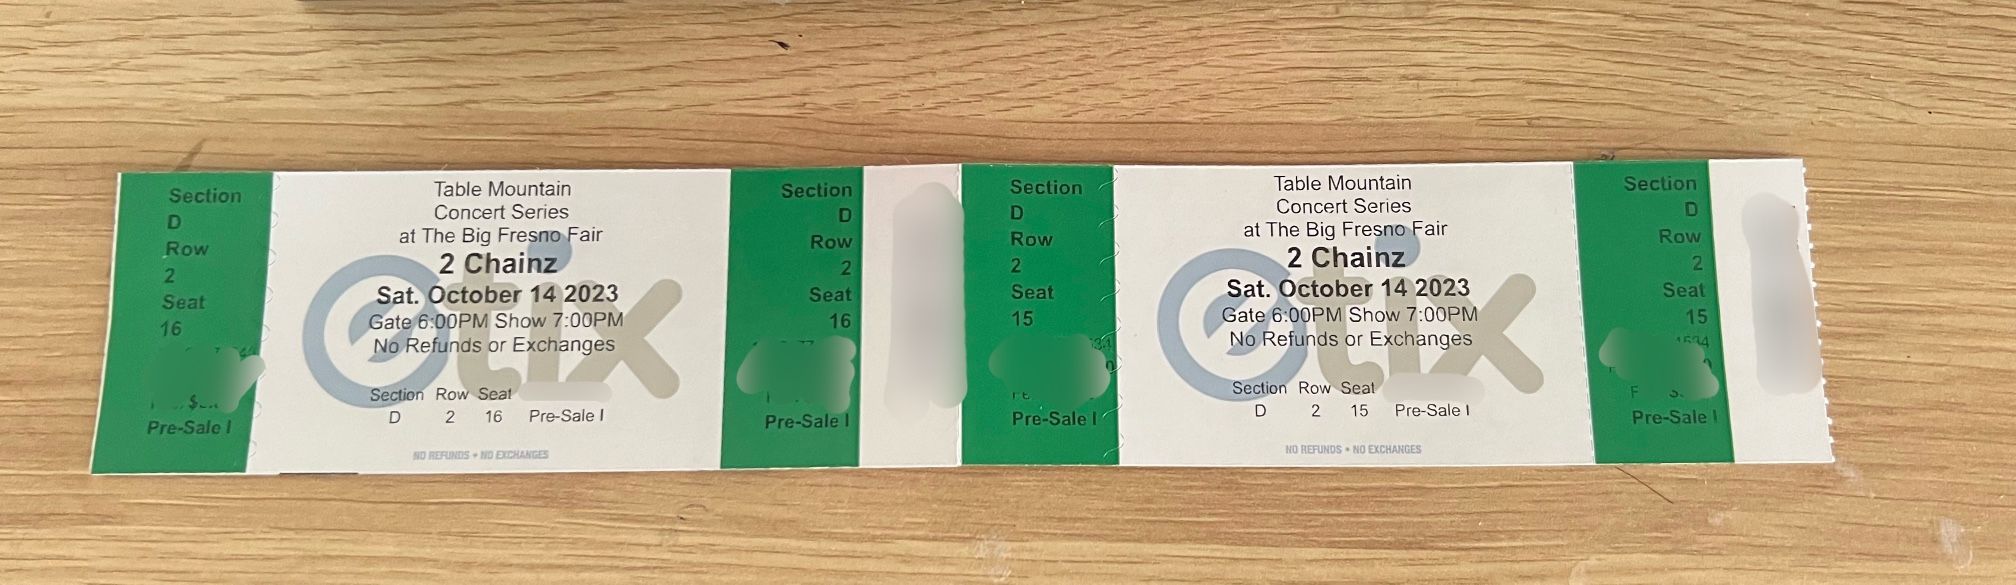 Section
D
Row
2
Seat
16
Pre-Sale I
Table Mountain
Concert Series
at The Big Fresno Fair
2 Chainz
Sat. October 14 2023
Gate 6:00PM Show 7:00PM
No Refunds or Exchanges
etix
Section Row Seat
D 2 16 Pre-Sale I
NO REFUNDS • NO EXCHANGES
Section
D
Row
2
Seat
16
Pre-Sale I
Section
D
Row
2
Seat
15
Pre-Sale I
Table Mountain
Concert Series
at The Big Fresno Fair
2 Chainz
Sat. October 14 2023
Gate 6:00PM Show 7:00PM
No Refunds or Exchanges
etix
Section Row Seat
D 2 15 Pre-Sale I
NO REFUNDS • NO EXCHANGES
Section
D
Row
2
Seat
15
Pre-Sale I